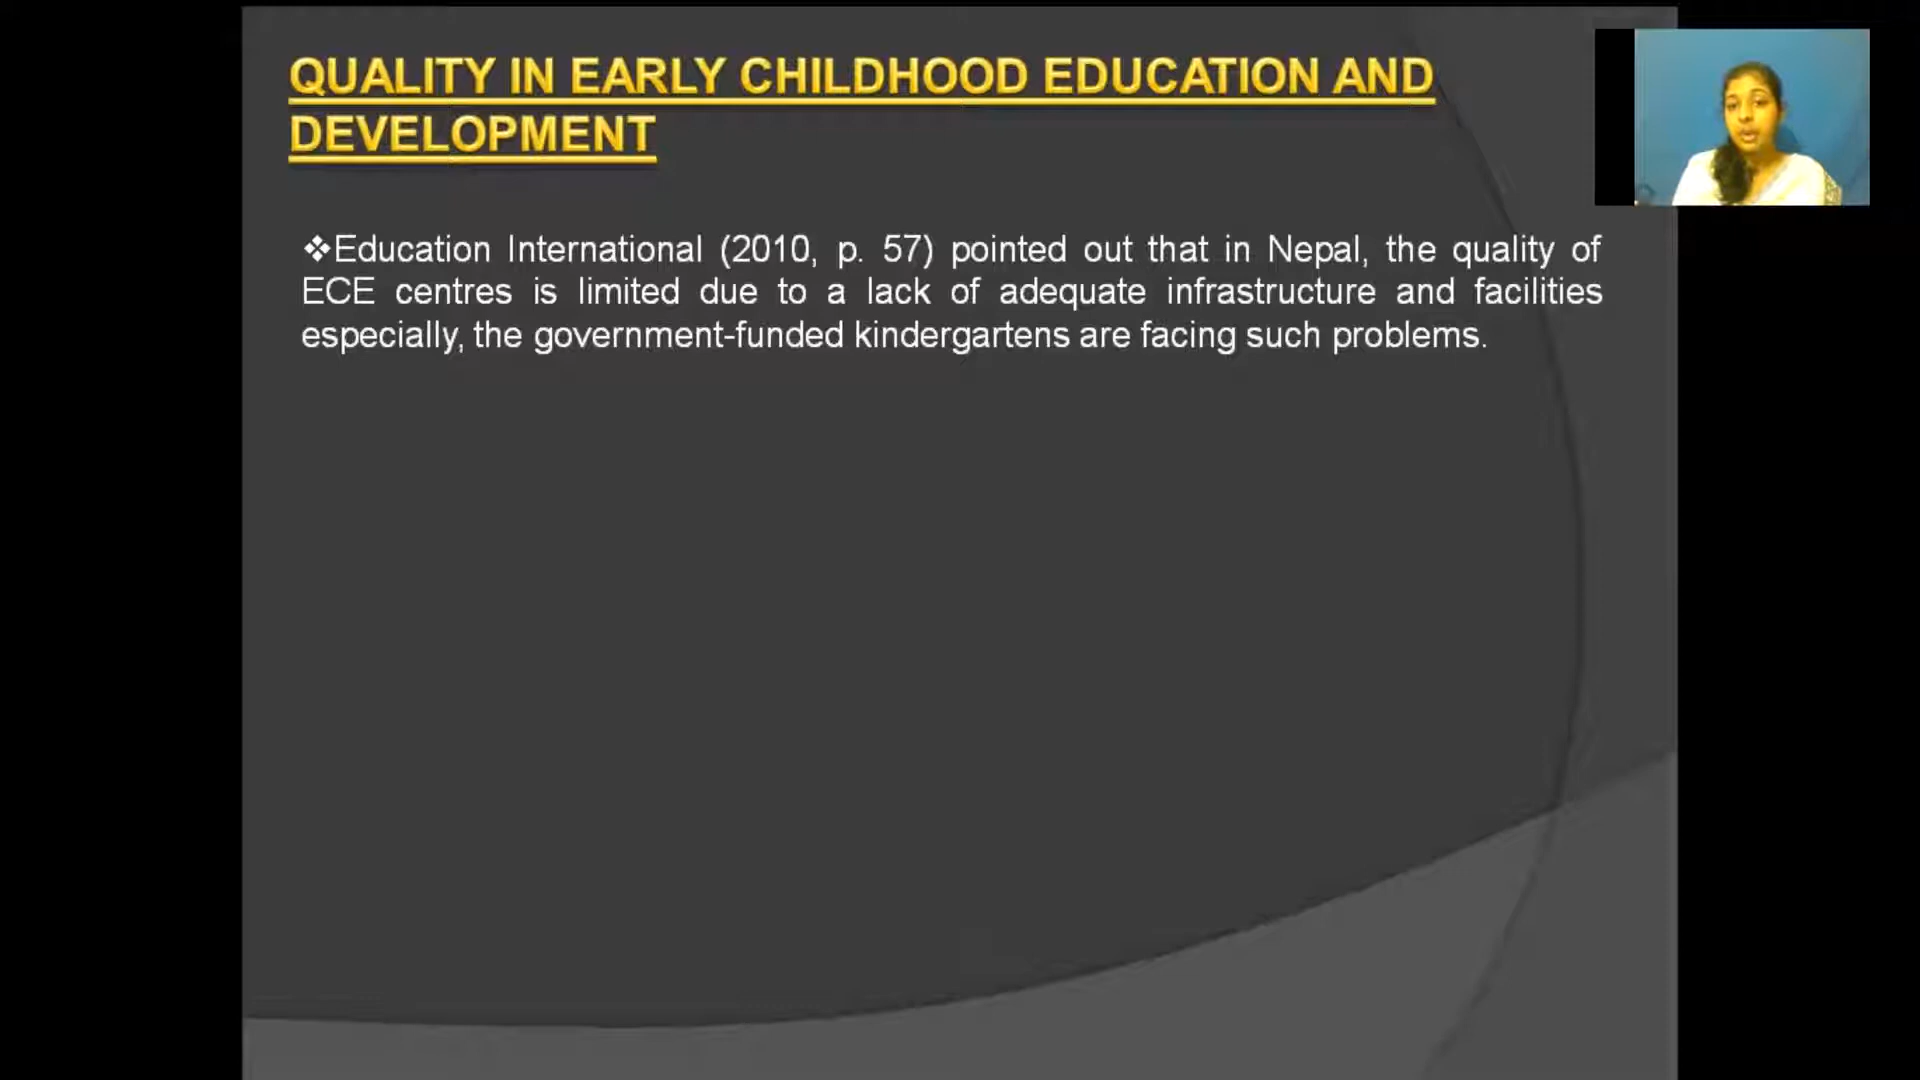 QUALITY IN EARLY CHILDHOOD EDUCATION AND
DEVELOPMENT
❖Education International (2010, p. 57) pointed out that in Nepal, the quality of
ECE centres is limited due to a lack of adequate infrastructure and facilities
especially, the government-funded kindergartens are facing such problems.